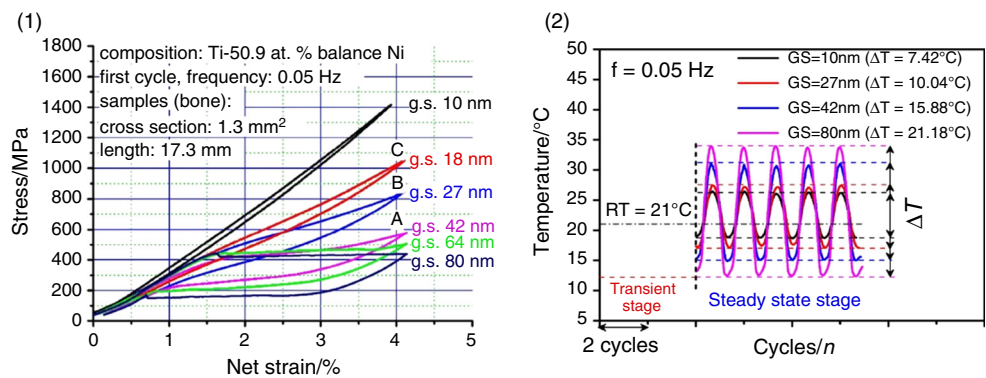 (1)
1800
1600
1400
1200
1000
800
600
400
200
0
Stress/MPa
composition: Ti-50.9 at. % balance Ni
first cycle, frequency: 0.05 Hz
samples (bone):
cross section: 1.3 mm²
length: 17.3 mm
g.s. 10 nm
C
g.s. 18 nm
B
g.s. 27 nm
A
g.s. 42 nm
g.s. 64 nm
g.s. 80 nm
0 1 2 3 4 5
Net strain/%
(2)
50
45
40
35
30
25
20
15
10
5
Temperature/°C
f = 0.05 Hz
GS=10nm (ΔT = 7.42°C)
GS=27nm (ΔT = 10.04°C)
GS=42nm (ΔT = 15.88°C)
GS=80nm (ΔT = 21.18°C)
RT = 21°C
ΔT
Transient
stage
Steady state stage
2 cycles
Cycles/n